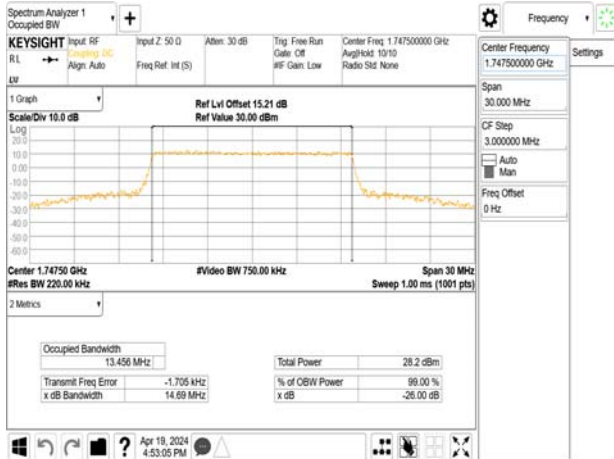 Spectrum Analyzer 1
Occupied BW
Frequency
KEYSIGHT Input: RF
Coupling: DC
Align: Auto
RL
Input Z: 50 Ω
Freq Ref: Int (S)
Atten: 30 dB
Trig: Free Run
Gate: Off
#IF Gain: Low
Center Freq: 1.747500000 GHz
Avg|Hold: 10/10
Radio Std: None
Center Frequency
1.747500000 GHz
Settings
Span
30.000 MHz
CF Step
3.000000 MHz
Auto
Man
Freq Offset
0 Hz
1 Graph
Scale/Div 10.0 dB
Ref Lvl Offset 15.21 dB
Ref Value 30.00 dBm
Log
20.0
10.0
0.00
-10.0
-20.0
-30.0
-40.0
-50.0
-60.0
Center 1.74750 GHz
#Res BW 220.00 kHz
#Video BW 750.00 kHz
Span 30 MHz
Sweep 1.00 ms (1001 pts)
2 Metrics
Occupied Bandwidth
13.456 MHz
Total Power 28.2 dBm
Transmit Freq Error -1.705 kHz
% of OBW Power 99.00 %
x dB Bandwidth 14.69 MHz
x dB -26.00 dB
Apr 19, 2024
4:53:05 PM